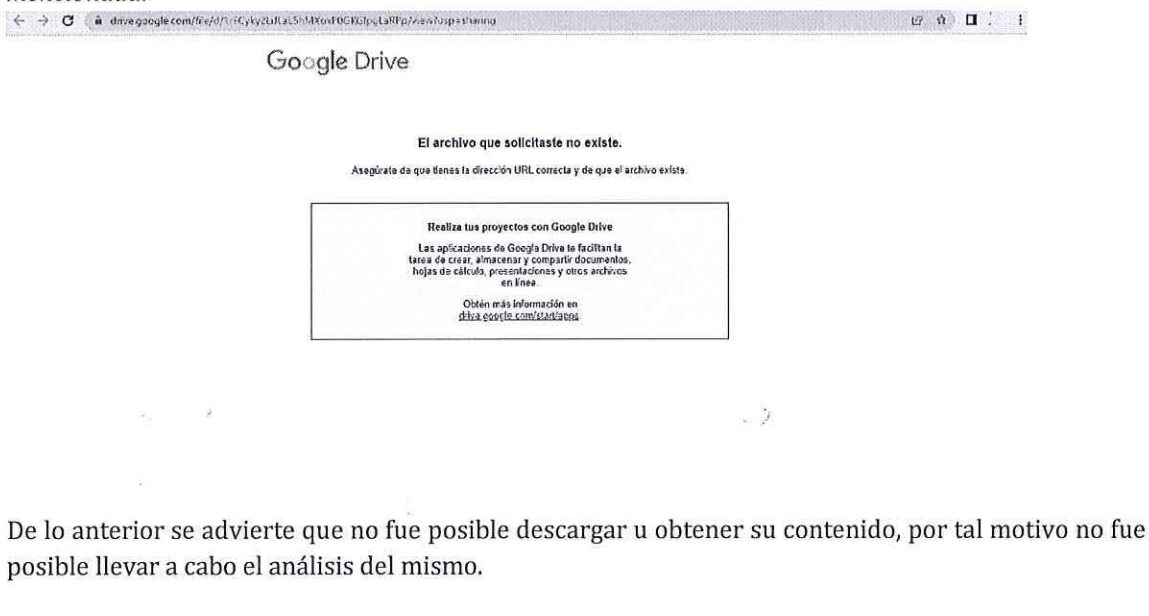 Google Drive
El archivo que solicitaste no existe.
Asegúrate de que tienes la dirección URL correcta y de que el archivo existe.
Realiza tus proyectos con Google Drive
Las aplicaciones de Google Drive te facilitan la
tarea de crear, almacenar y compartir documentos,
hojas de cálculo, presentaciones y otros archivos
en línea.
Obtén más información en
drive.google.com/start/apps
De lo anterior se advierte que no fue posible descargar u obtener su contenido, por tal motivo no fue
posible llevar a cabo el análisis del mismo.